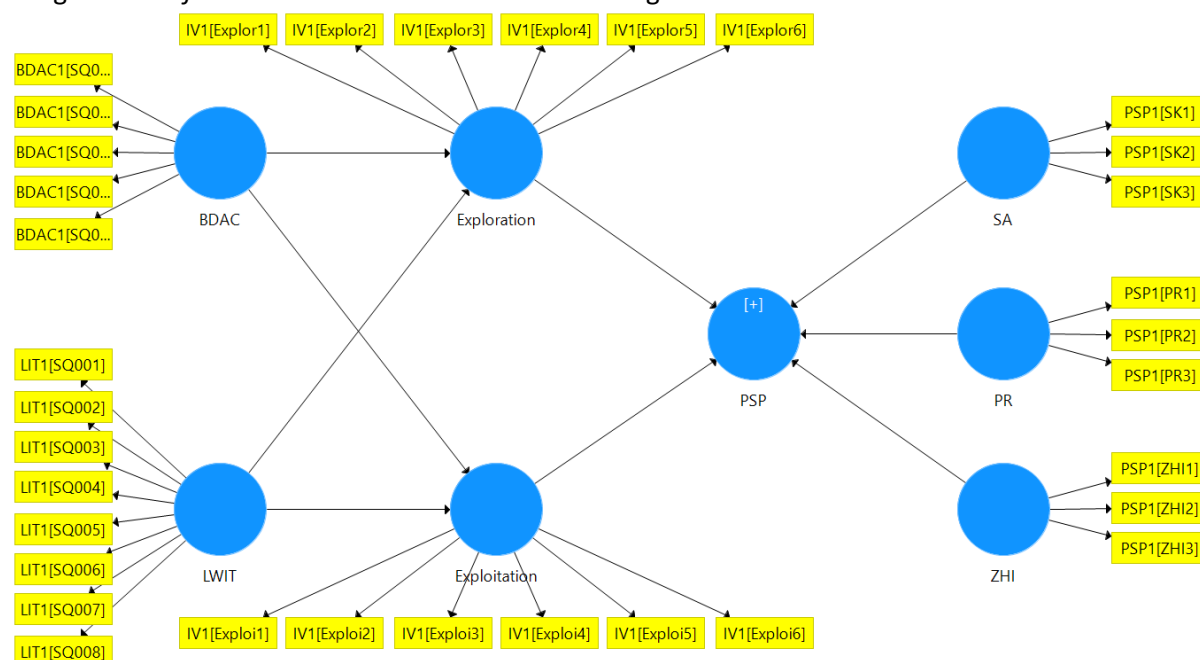 IV1[Explor1]
IV1[Explor2]
IV1[Explor3]
IV1[Explor4]
IV1[Explor5]
IV1[Explor6]
BDAC1[SQ0...
BDAC1[SQ0...
BDAC1[SQ0...
BDAC1[SQ0...
BDAC1[SQ0...
BDAC
Exploration
PSP1[SK1]
PSP1[SK2]
PSP1[SK3]
SA
[+]
PSP
PSP1[PR1]
PSP1[PR2]
PSP1[PR3]
PR
LIT1[SQ001]
LIT1[SQ002]
LIT1[SQ003]
LIT1[SQ004]
LIT1[SQ005]
LIT1[SQ006]
LIT1[SQ007]
LIT1[SQ008]
LWIT
Exploitation
PSP1[ZHI1]
PSP1[ZHI2]
PSP1[ZHI3]
ZHI
IV1[Exploi1]
IV1[Exploi2]
IV1[Exploi3]
IV1[Exploi4]
IV1[Exploi5]
IV1[Exploi6]